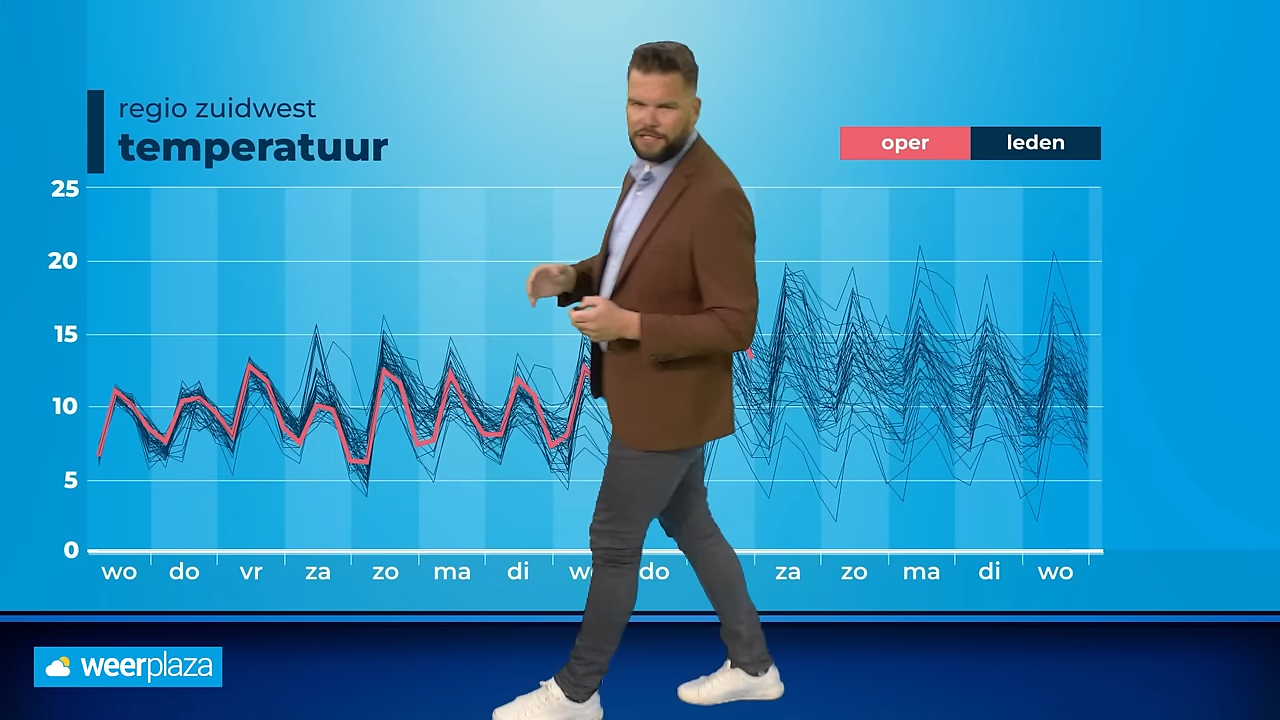 regio zuidwest
temperatuur
oper leden
25
20
15
10
5
0
wo do vr za zo ma di w do za zo ma di wo
weerplaza